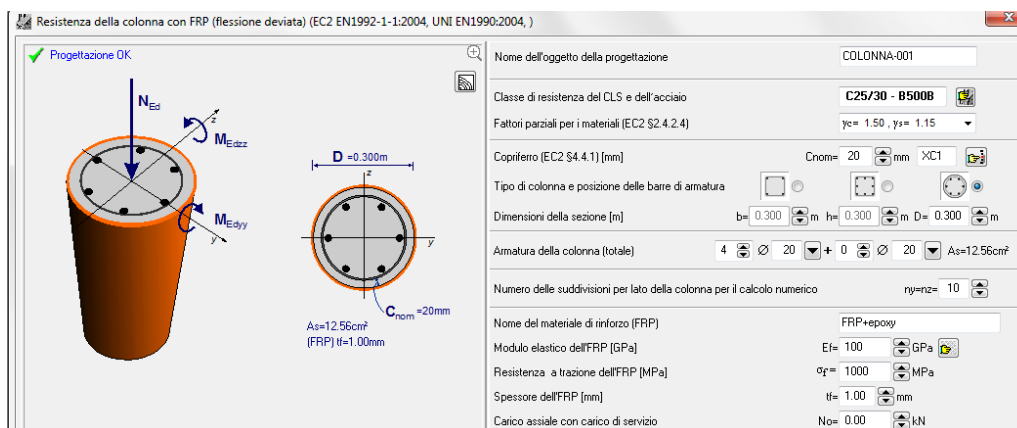 Resistenza della colonna con FRP (flessione deviata) (EC2 EN1992-1-1:2004, UNI EN1990:2004, )
Progettazione OK
NEd
z
MEdzz
MEdyy
y
D =0.300m
z
y
Cnom =20mm
As=12.56cm²
(FRP) tf=1.00mm
Nome dell'oggetto della progettazione COLONNA-001
Classe di resistenza del CLS e dell'acciaio C25/30 - B500B
Fattori parziali per i materiali (EC2 §2.4.2.4) γc= 1.50 , γs= 1.15
Copriferro (EC2 §4.4.1) [mm] Cnom= 20 mm XC1
Tipo di colonna e posizione delle barre di armatura
Dimensioni della sezione [m] b= 0.300 m h= 0.300 m D= 0.300 m
Armatura della colonna (totale) 4 Ø 20 + 0 Ø 20 As=12.56cm²
Numero delle suddivisioni per lato della colonna per il calcolo numerico ny=nz= 10
Nome del materiale di rinforzo (FRP) FRP+epoxy
Modulo elastico dell'FRP [GPa] Ef= 100 GPa
Resistenza a trazione dell'FRP [MPa] σf= 1000 MPa
Spessore dell'FRP [mm] tf= 1.00 mm
Carico assiale con carico di servizio No= 0.00 kN